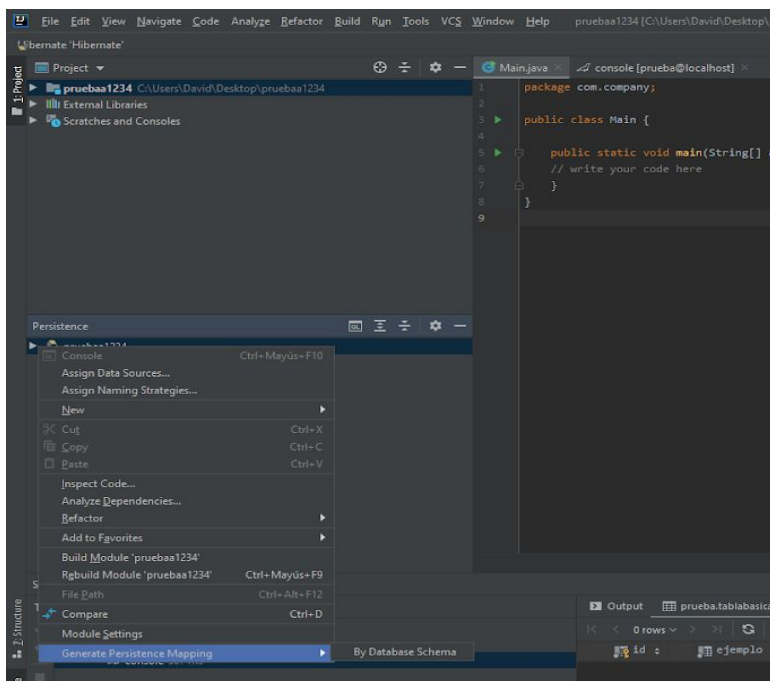 File Edit View Navigate Code Analyze Refactor Build Run Tools VCS Window Help pruebaa1234 [C:\Users\David\Desktop\
ibernate 'Hibernate'
1: Project
Project
Main.java
console [prueba@localhost]
pruebaa1234 C:\Users\David\Desktop\pruebaa1234
External Libraries
Scratches and Consoles
1 package com.company;
2
3 public class Main {
4
5 public static void main(String[]
6 // write your code here
7 }
8 }
9
Persistence
pruebaa1234
Console Ctrl+Mayús+F10
Assign Data Sources...
Assign Naming Strategies...
New
Cut Ctrl+X
Copy Ctrl+C
Paste Ctrl+V
Inspect Code...
Analyze Dependencies...
Refactor
Add to Favorites
Build Module 'pruebaa1234'
Rebuild Module 'pruebaa1234' Ctrl+Mayús+F9
File Path Ctrl+Alt+F12
Compare Ctrl+D
Module Settings
Generate Persistence Mapping
By Database Schema
2: Structure
Output prueba.tablabasica
0 rows
id ejemplo